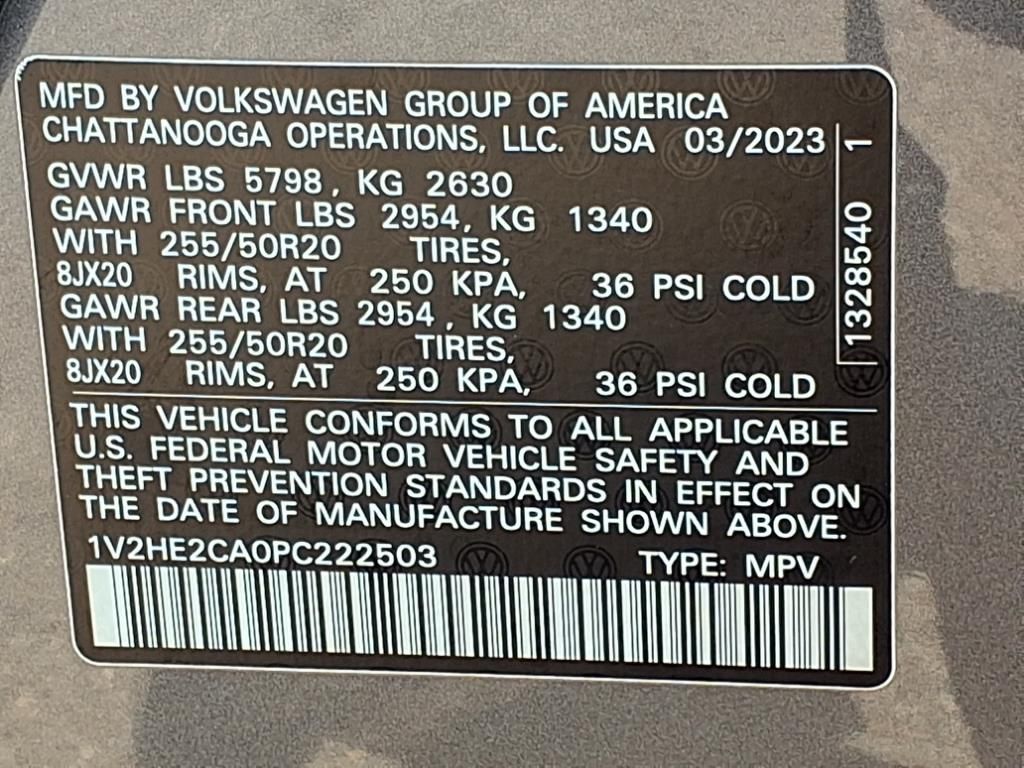 MFD BY VOLKSWAGEN GROUP OF AMERICA
CHATTANOOGA OPERATIONS, LLC. USA 03/2023
GVWR LBS 5798, KG 2630
GAWR FRONT LBS 2954, KG 1340
WITH 255/50R20 TIRES,
8JX20 RIMS, AT 250 KPA, 36 PSI COLD
GAWR REAR LBS 2954, KG 1340
WITH 255/50R20 TIRES,
8JX20 RIMS, AT 250 KPA, 36 PSI COLD
1328540 1
THIS VEHICLE CONFORMS TO ALL APPLICABLE
U.S. FEDERAL MOTOR VEHICLE SAFETY AND
THEFT PREVENTION STANDARDS IN EFFECT ON
THE DATE OF MANUFACTURE SHOWN ABOVE.
1V2HE2CA0PC222503 TYPE: MPV